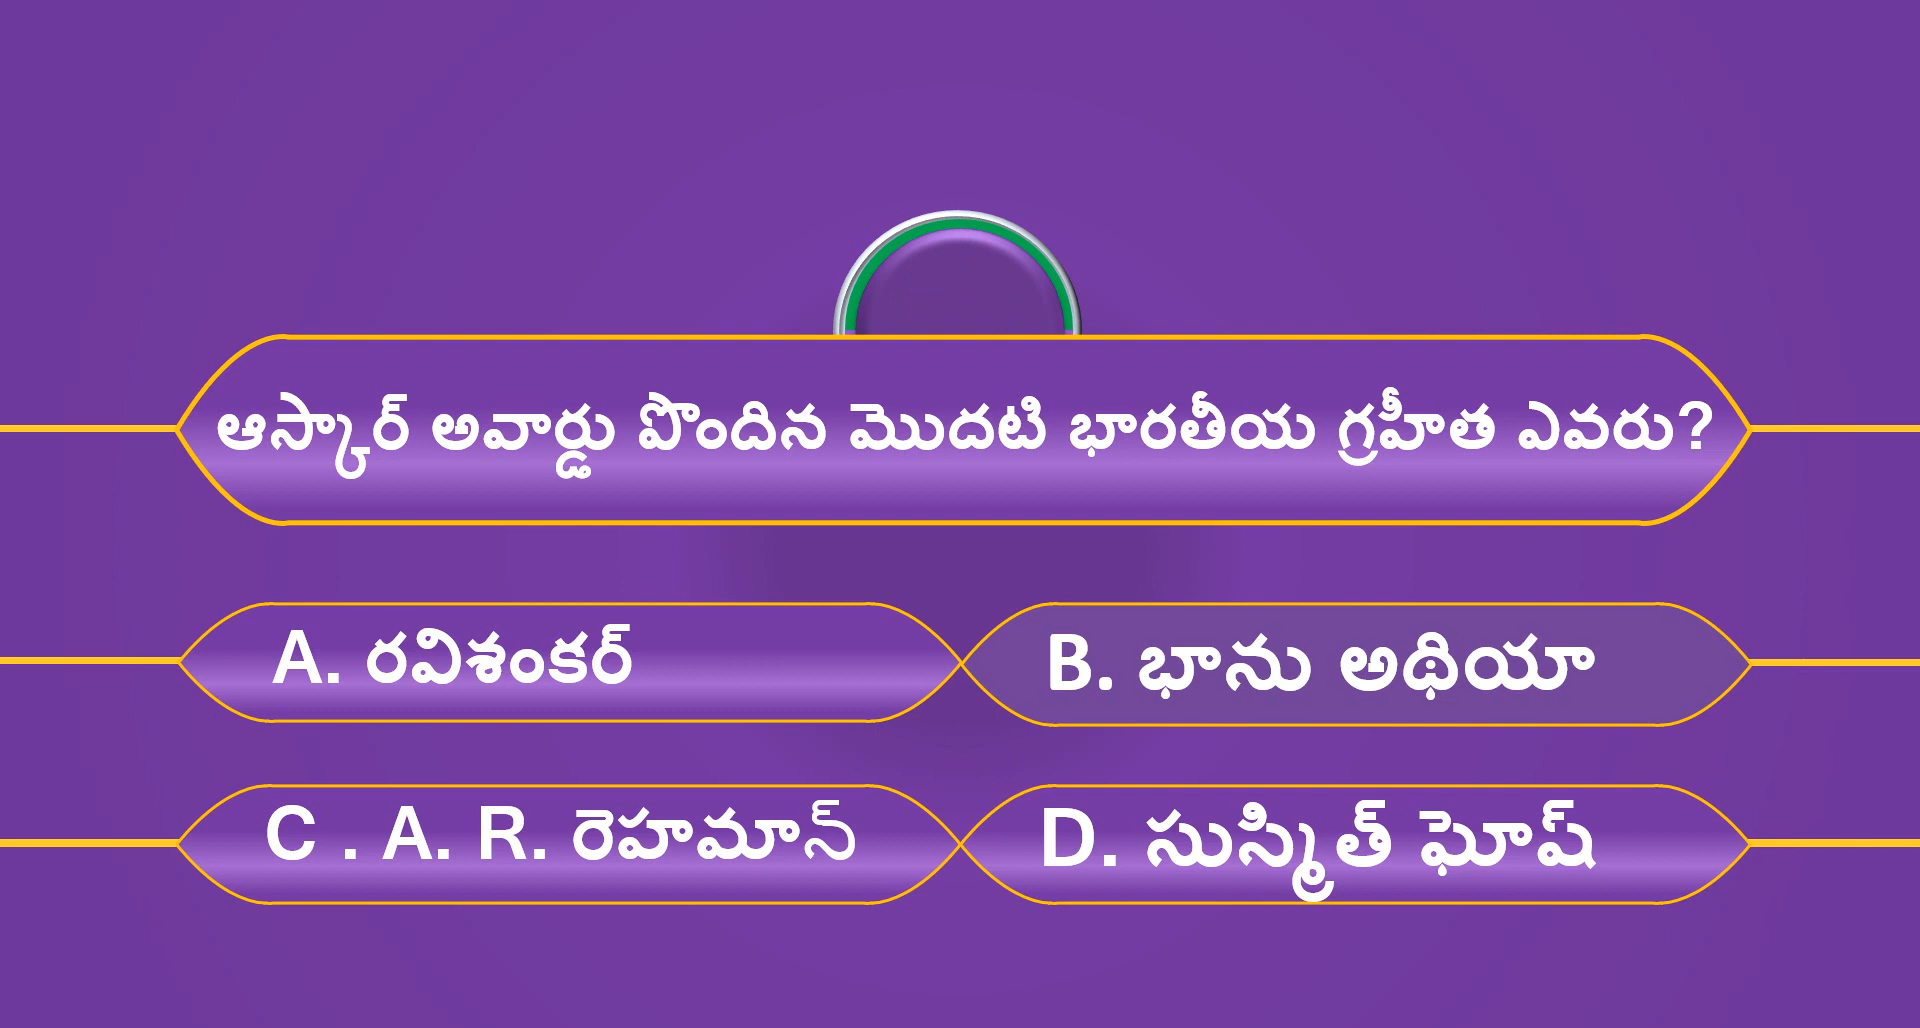 ఆస్కార్ అవార్డు పొందిన మొదటి భారతీయ గ్రహీత ఎవరు?
A. రవిశంకర్
B. భాను అథియా
C . A. R. రెహమాన్
D. సుస్మిత్ ఘోష్